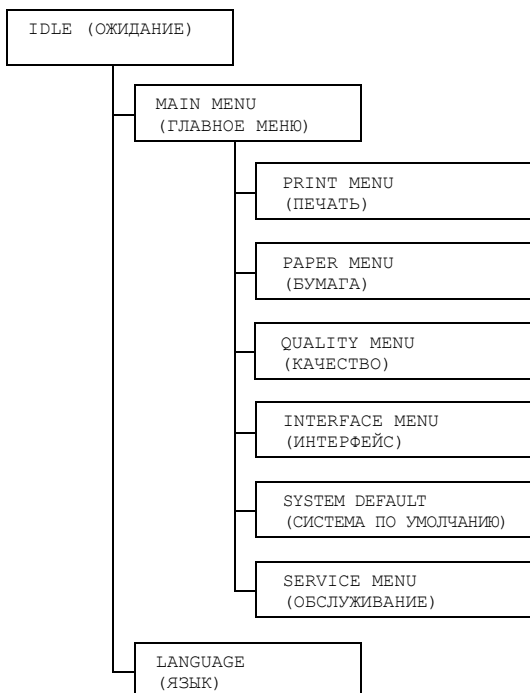 IDLE (ОЖИДАНИЕ)
MAIN MENU
(ГЛАВНОЕ МЕНЮ)
PRINT MENU
(ПЕЧАТЬ)
PAPER MENU
(БУМАГА)
QUALITY MENU
(КАЧЕСТВО)
INTERFACE MENU
(ИНТЕРФЕЙС)
SYSTEM DEFAULT
(СИСТЕМА ПО УМОЛЧАНИЮ)
SERVICE MENU
(ОБСЛУЖИВАНИЕ)
LANGUAGE
(ЯЗЫК)